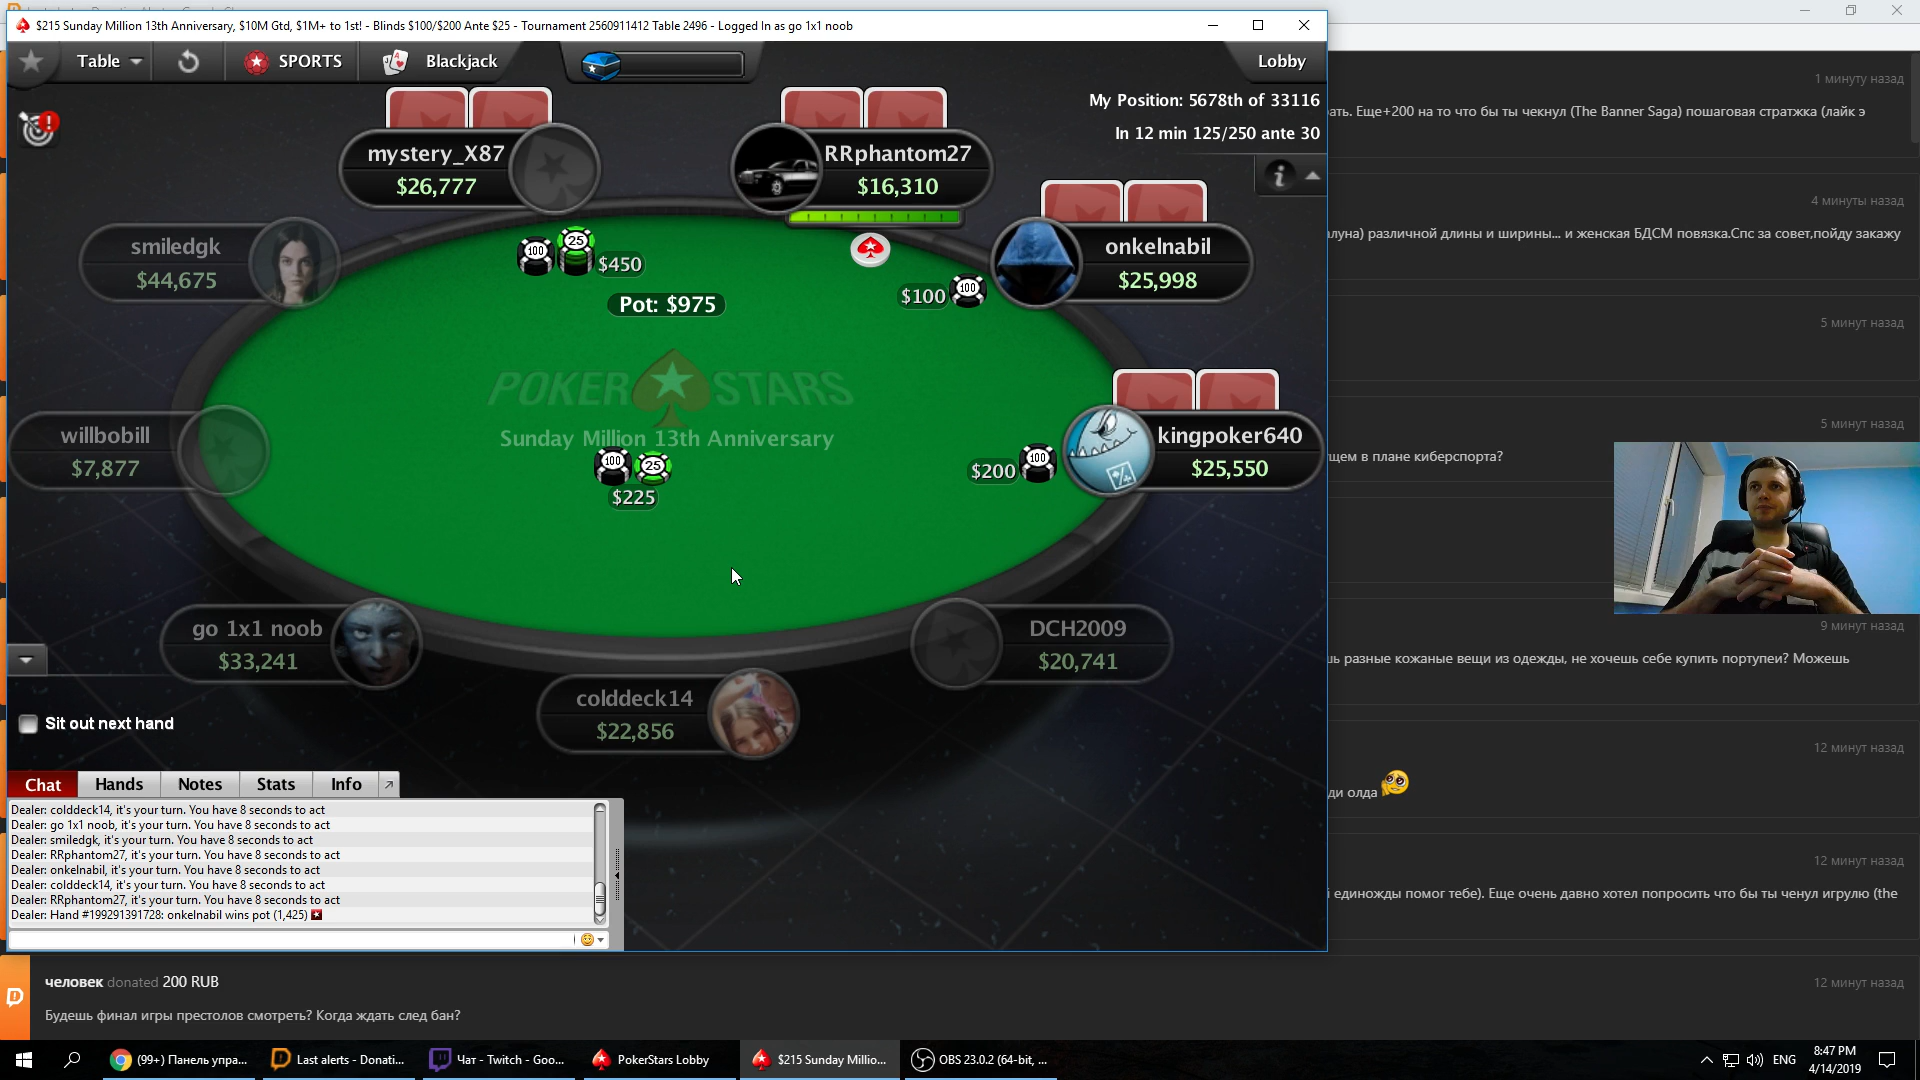 $215 Sunday Million 13th Anniversary, $10M Gtd, $1M+ to 1st! - Blinds $100/$200 Ante $25 - Tournament 2560911412 Table 2496 - Logged In as go 1x1 noob
Table
SPORTS
Blackjack
Lobby
My Position: 5678th of 33116
In 12 min 125/250 ante 30
mystery_X87
$26,777
RRphantom27
$16,310
smiledgk
$44,675
onkelnabil
$25,998
100
25
$450
Pot: $975
$100
100
POKER STARS
Sunday Million 13th Anniversary
willbobill
$7,877
kingpoker640
$25,550
100
25
$225
$200
100
go 1x1 noob
$33,241
DCH2009
$20,741
colddeck14
$22,856
Sit out next hand
Chat
Hands
Notes
Stats
Info
Dealer: colddeck14, it's your turn. You have 8 seconds to act
Dealer: go 1x1 noob, it's your turn. You have 8 seconds to act
Dealer: smiledgk, it's your turn. You have 8 seconds to act
Dealer: RRphantom27, it's your turn. You have 8 seconds to act
Dealer: onkelnabil, it's your turn. You have 8 seconds to act
Dealer: colddeck14, it's your turn. You have 8 seconds to act
Dealer: RRphantom27, it's your turn. You have 8 seconds to act
Dealer: Hand #199291391728: onkelnabil wins pot (1,425)
1 минуту назад
ать. Еще+200 на то что бы ты чекнул (The Banner Saga) пошаговая стратжка (лайк э
4 минуты назад
луна) различной длины и ширины... и женская БДСМ повязка.Спс за совет,пойду закажу
5 минут назад
5 минут назад
щем в плане киберспорта?
9 минут назад
ь разные кожаные вещи из одежды, не хочешь себе купить портупеи? Можешь
12 минут назад
ди олда
12 минут назад
единожды помог тебе). Еще очень давно хотел попросить что бы ты ченул игрулю (the
человек donated 200 RUB
12 минут назад
Будешь финал игры престолов смотреть? Когда ждать след бан?
(99+) Панель упра...
Last alerts - Donati...
Чат - Twitch - Goo...
PokerStars Lobby
$215 Sunday Millio...
OBS 23.0.2 (64-bit, ...
ENG
8:47 PM
4/14/2019